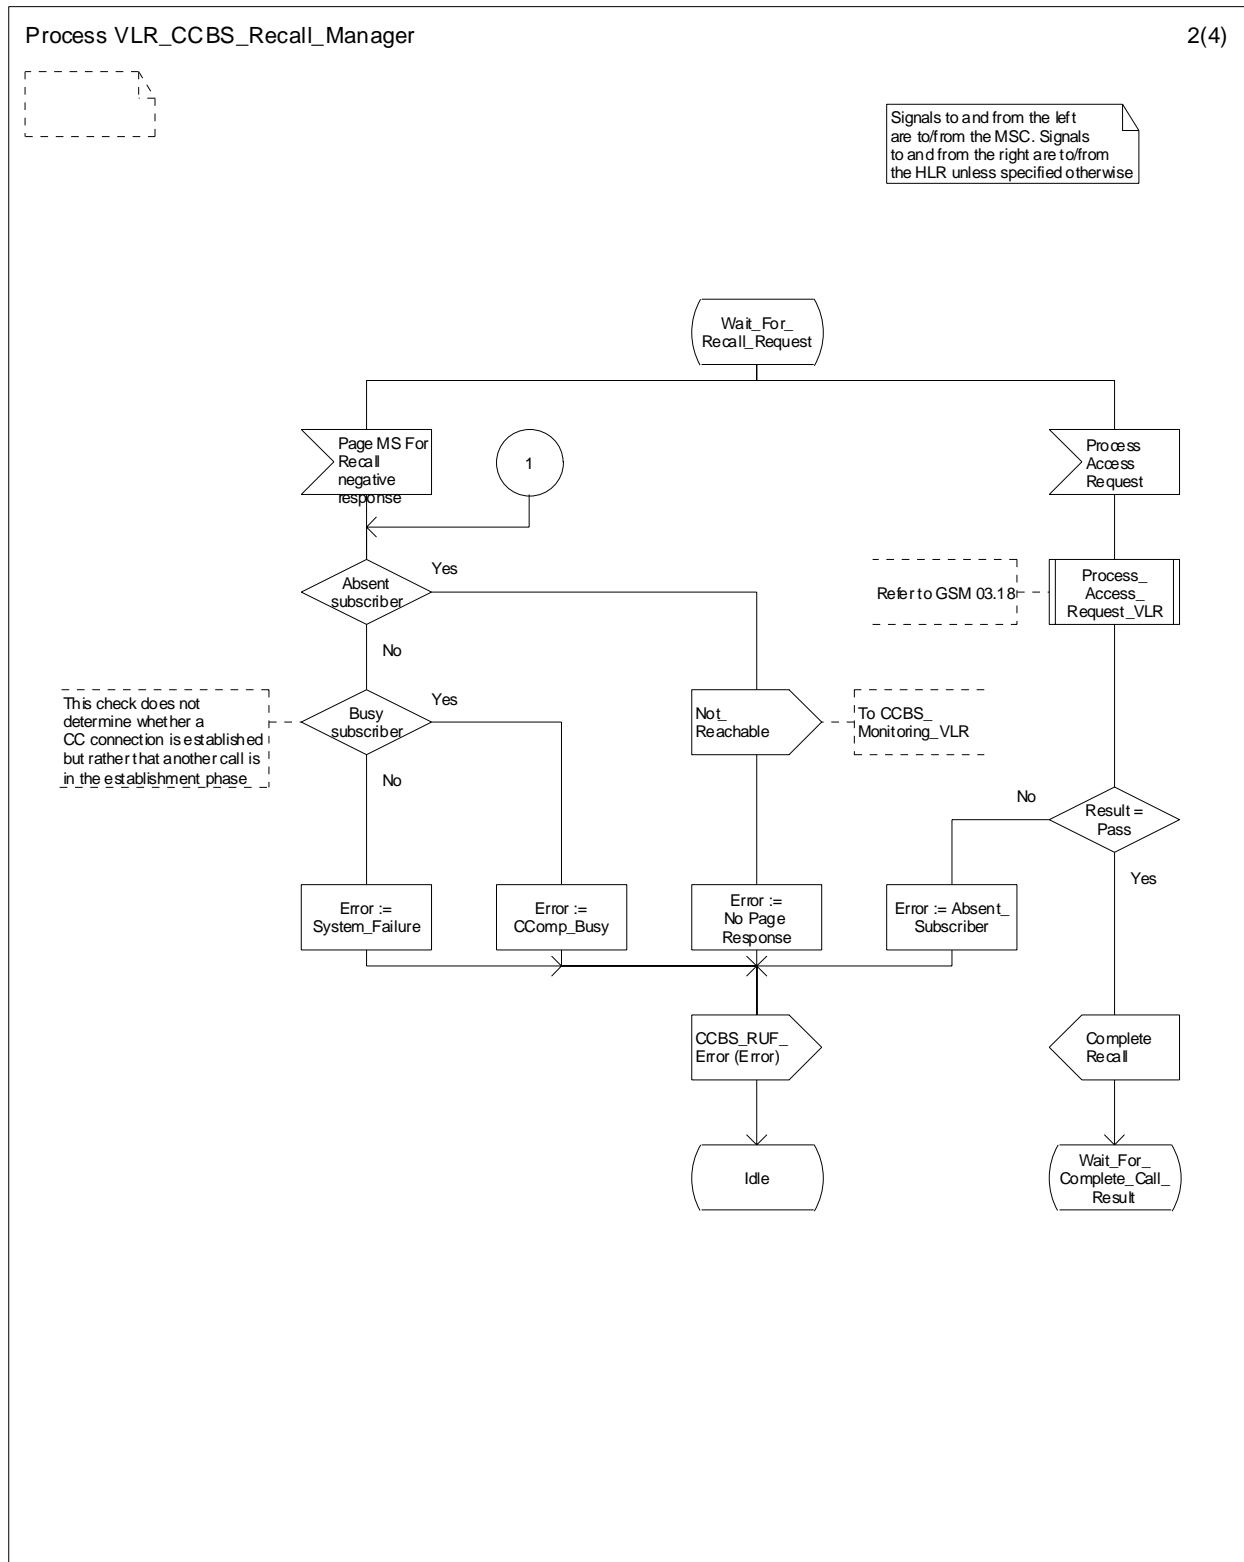 Process VLR_CCBS_Recall_Manager
2(4)
Signals to and from the left
are to/from the MSC. Signals
to and from the right are to/from
the HLR unless specified otherwise
Wait_For_
Recall_Request
Page MS For
Recall
negative
response
1
Process
Access
Request
Absent
subscriber
Yes
No
Refer to GSM 03.18
Process_
Access_
Request_VLR
This check does not
determine whether a
CC connection is established
but rather that another call is
in the establishment phase
Busy
subscriber
Yes
No
Not_
Reachable
To CCBS_
Monitoring_VLR
No
Result =
Pass
Yes
Error :=
System_Failure
Error :=
CComp_Busy
Error :=
No Page
Response
Error := Absent_
Subscriber
CCBS_RUF_
Error (Error)
Complete
Recall
Idle
Wait_For_
Complete_Call_
Result